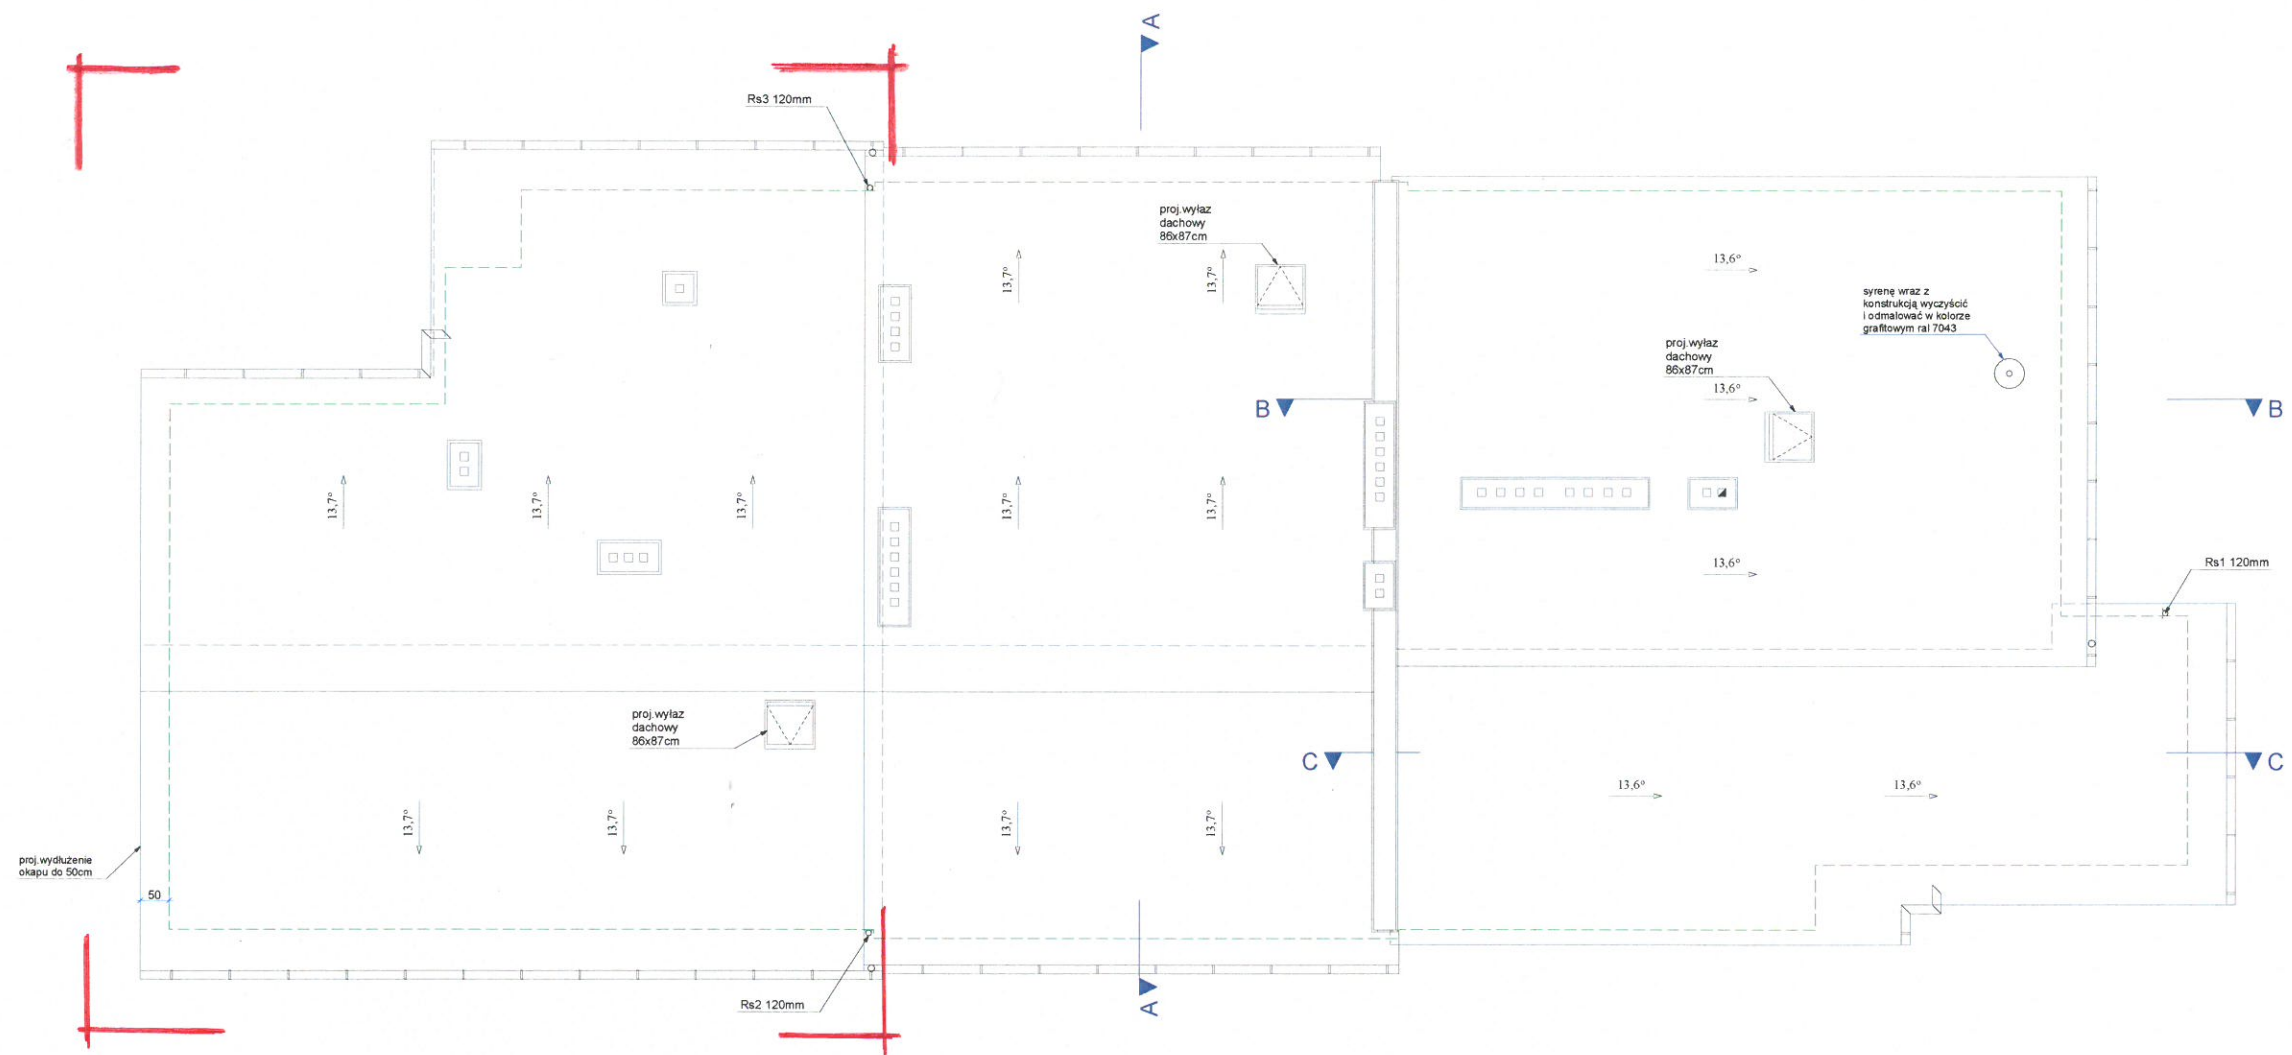 A
Rs3 120mm
proj.wyłaz
dachowy
86x87cm
13,7°
13,7°
13,6°
syrenę wraz z
konstrukcją wyczyścić
i odmalować w kolorze
grafitowym ral 7043
proj.wyłaz
dachowy
86x87cm
13,6°
B
B
13,7°
13,7°
13,7°
13,7°
13,7°
13,6°
Rs1 120mm
proj.wyłaz
dachowy
86x87cm
C
C
13,6°
13,6°
13,7°
13,7°
13,7°
13,7°
proj.wydłużenie
okapu do 50cm
50
Rs2 120mm
A